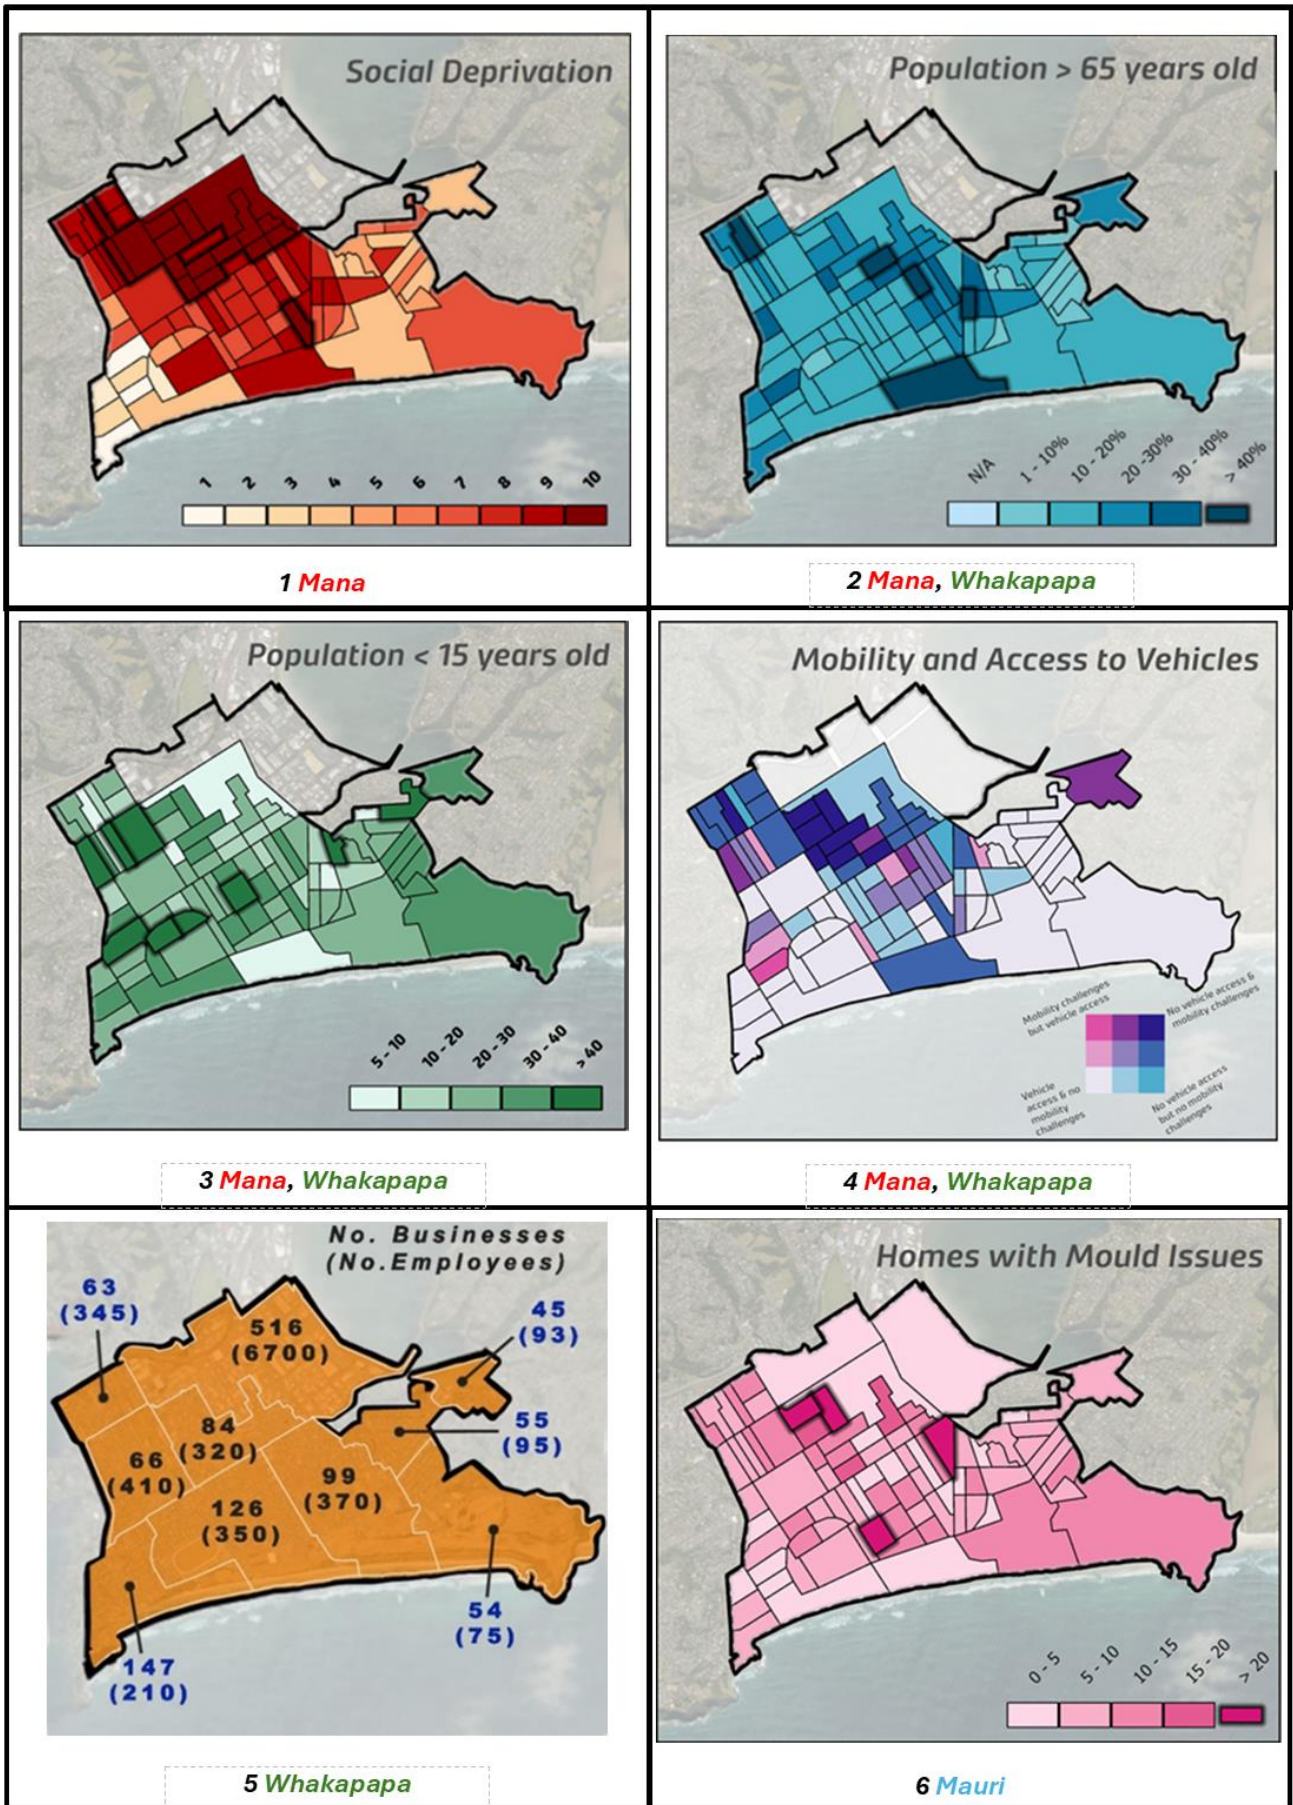 Social Deprivation
1 2 3 4 5 6 7 8 9 10
1 Mana
Population > 65 years old
N/A 1 - 10% 10 - 20% 20 -30% 30 - 40% > 40%
2 Mana, Whakapapa
Population < 15 years old
5 - 10 10 - 20 20 - 30 30 - 40 > 40
3 Mana, Whakapapa
Mobility and Access to Vehicles
Mobility challenges
but vehicle access
No vehicle access &
mobility challenges
Vehicle
access & no
mobility
challenges
No vehicle access
but no mobility
challenges
4 Mana, Whakapapa
No. Businesses
(No.Employees)
63
(345)
516
(6700)
45
(93)
84
(320)
55
(95)
66
(410)
99
(370)
126
(350)
54
(75)
147
(210)
5 Whakapapa
Homes with Mould Issues
0 - 5 5 - 10 10 - 15 15 - 20 > 20
6 Mauri